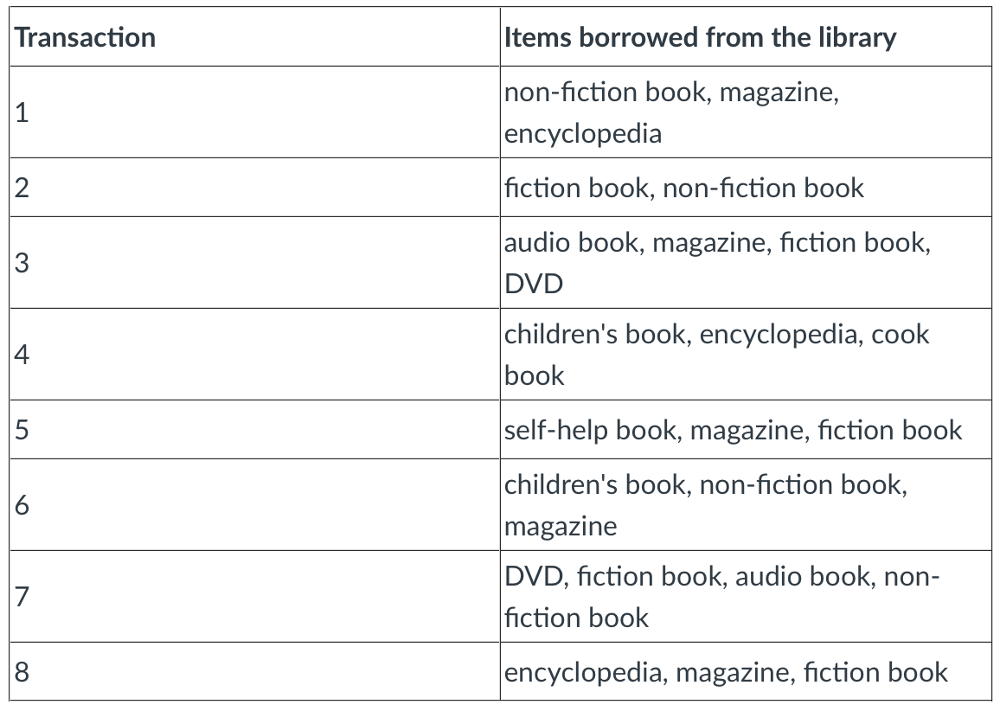 Transaction
Items borrowed from the library
1
non-fiction book, magazine,
encyclopedia
2
fiction book, non-fiction book
3
audio book, magazine, fiction book,
DVD
4
children's book, encyclopedia, cook
book
5
self-help book, magazine, fiction book
6
children's book, non-fiction book,
magazine
7
DVD, fiction book, audio book, non-
fiction book
8
encyclopedia, magazine, fiction book